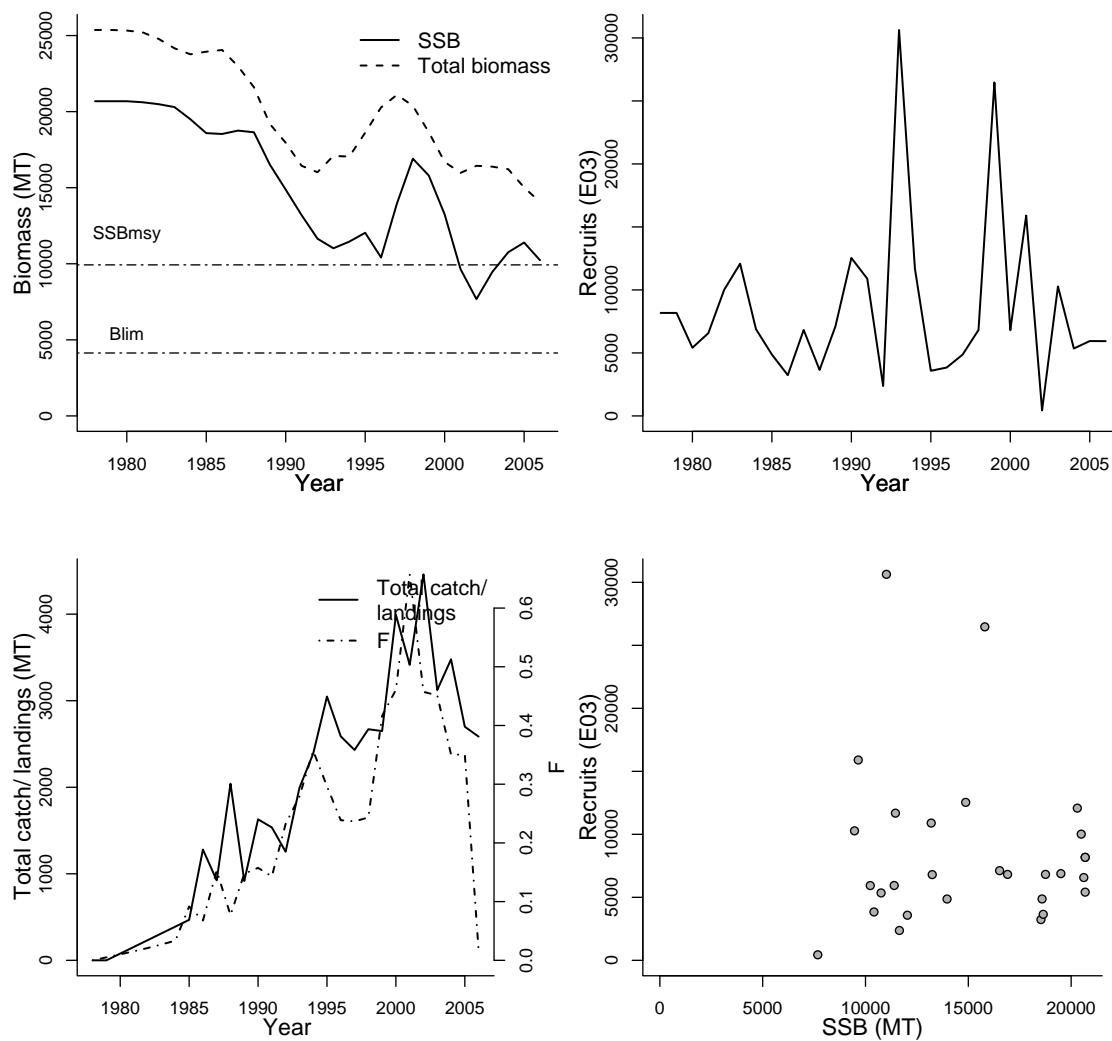 SSB
Total biomass
SSBmsy
Blim
Biomass (MT)
0 5000 10000 15000 20000 25000
1980 1985 1990 1995 2000 2005
Year
Recruits (E03)
0 5000 10000 20000 30000
1980 1985 1990 1995 2000 2005
Year
Total catch/
landings
F
Total catch/ landings (MT)
0 1000 2000 3000 4000
0.0 0.1 0.2 0.3 0.4 0.5 0.6
F
1980 1985 1990 1995 2000 2005
Year
Recruits (E03)
0 5000 10000 20000 30000
0 5000 10000 15000 20000
SSB (MT)